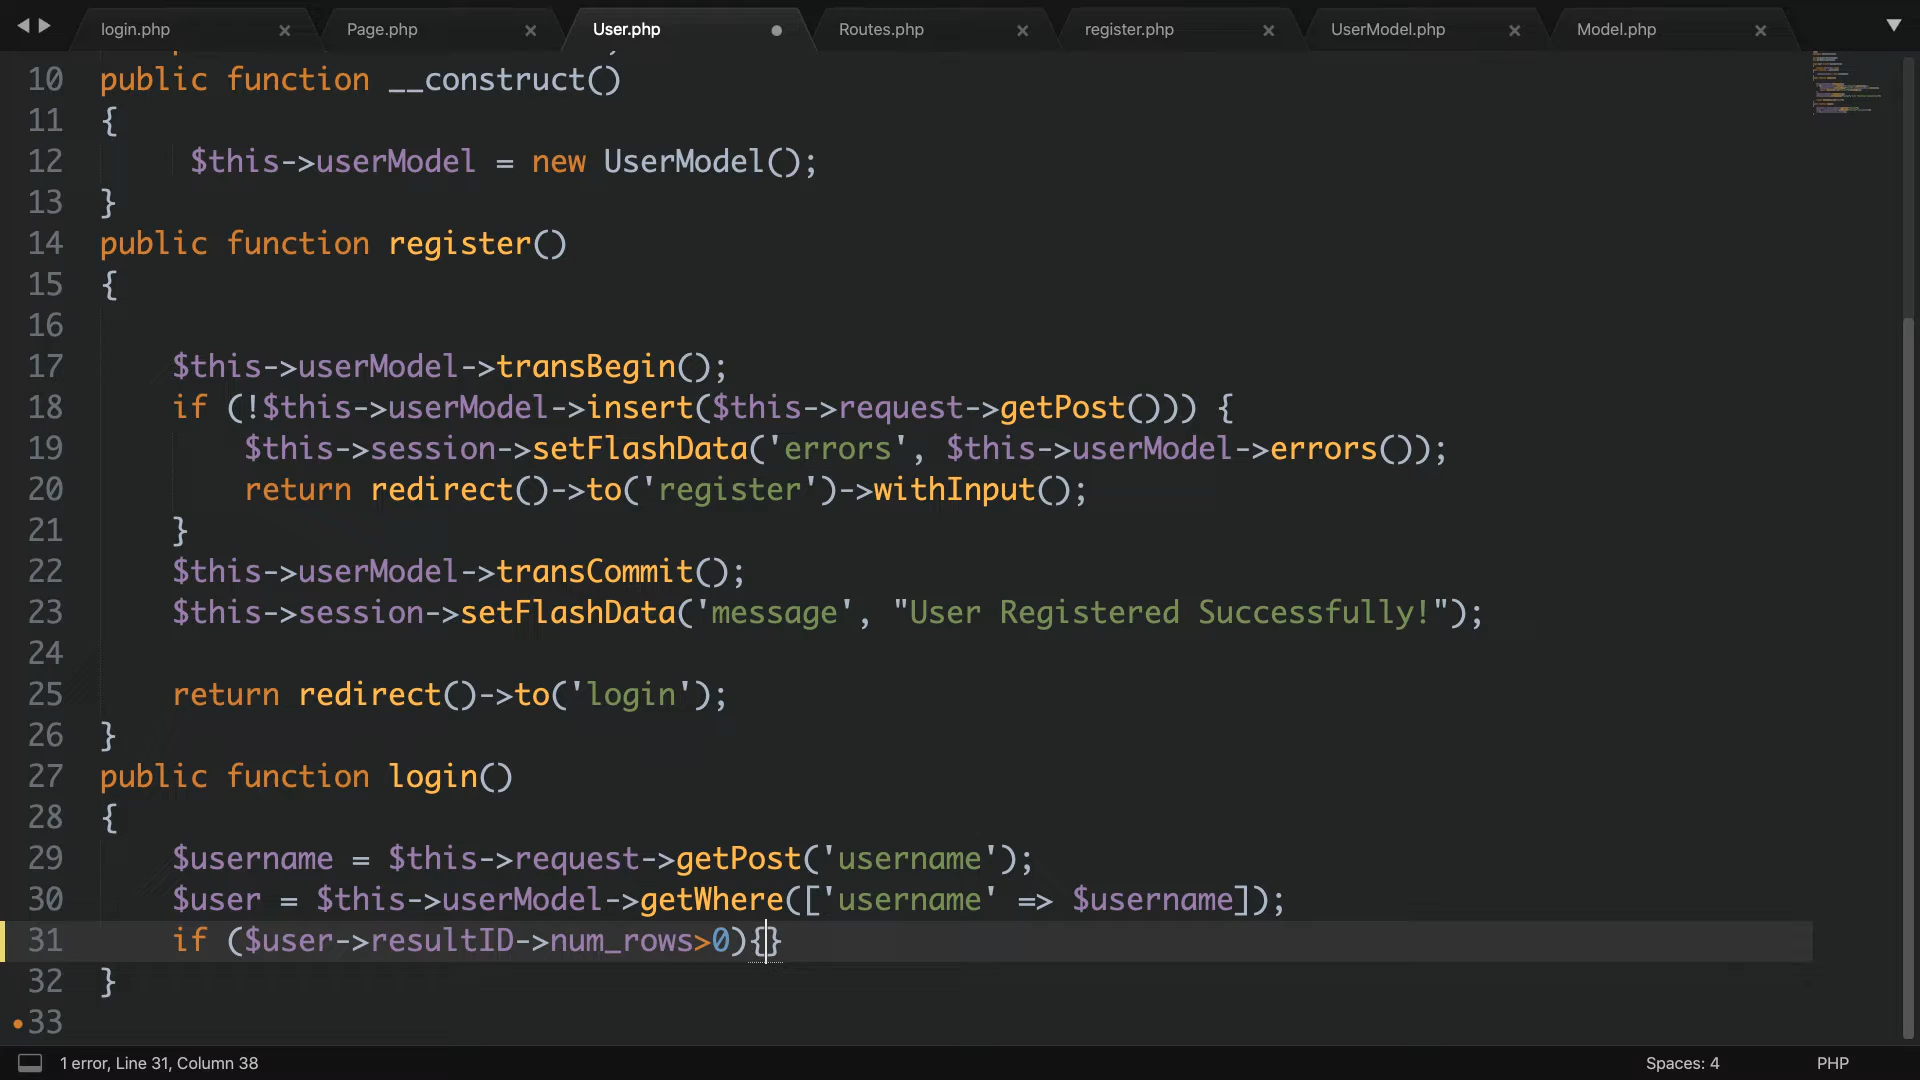 login.php × Page.php × User.php Routes.php × register.php × UserModel.php × Model.php ×
10 public function __construct()
11 {
12 $this->userModel = new UserModel();
13 }
14 public function register()
15 {
16
17 $this->userModel->transBegin();
18 if (!$this->userModel->insert($this->request->getPost())) {
19 $this->session->setFlashData('errors', $this->userModel->errors());
20 return redirect()->to('register')->withInput();
21 }
22 $this->userModel->transCommit();
23 $this->session->setFlashData('message', "User Registered Successfully!");
24
25 return redirect()->to('login');
26 }
27 public function login()
28 {
29 $username = $this->request->getPost('username');
30 $user = $this->userModel->getWhere(['username' => $username]);
31 if ($user->resultID->num_rows>0){}
32 }
33
1 error, Line 31, Column 38 Spaces: 4 PHP